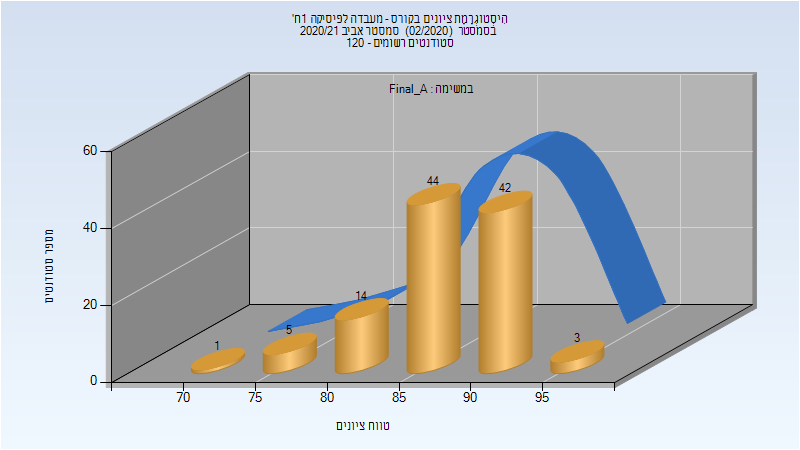 היסטוגרמת ציונים בקורס - מעבדה לפיסיקה 1ח'
בסמסטר (02/2020) סמסטר אביב 2020/21
סטודנטים רשומים - 120
במשימה : Final_A
60
40
20
0
מספר סטודנטים
44
42
14
5
1
3
70 75 80 85 90 95
טווח ציונים